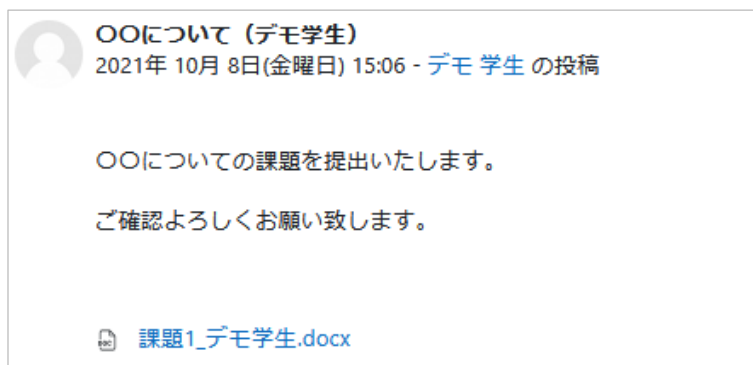 〇〇について（デモ学生）
2021年 10月 8日(金曜日) 15:06 - デモ 学生 の投稿
〇〇についての課題を提出いたします。
ご確認よろしくお願い致します。
課題1_デモ学生.docx